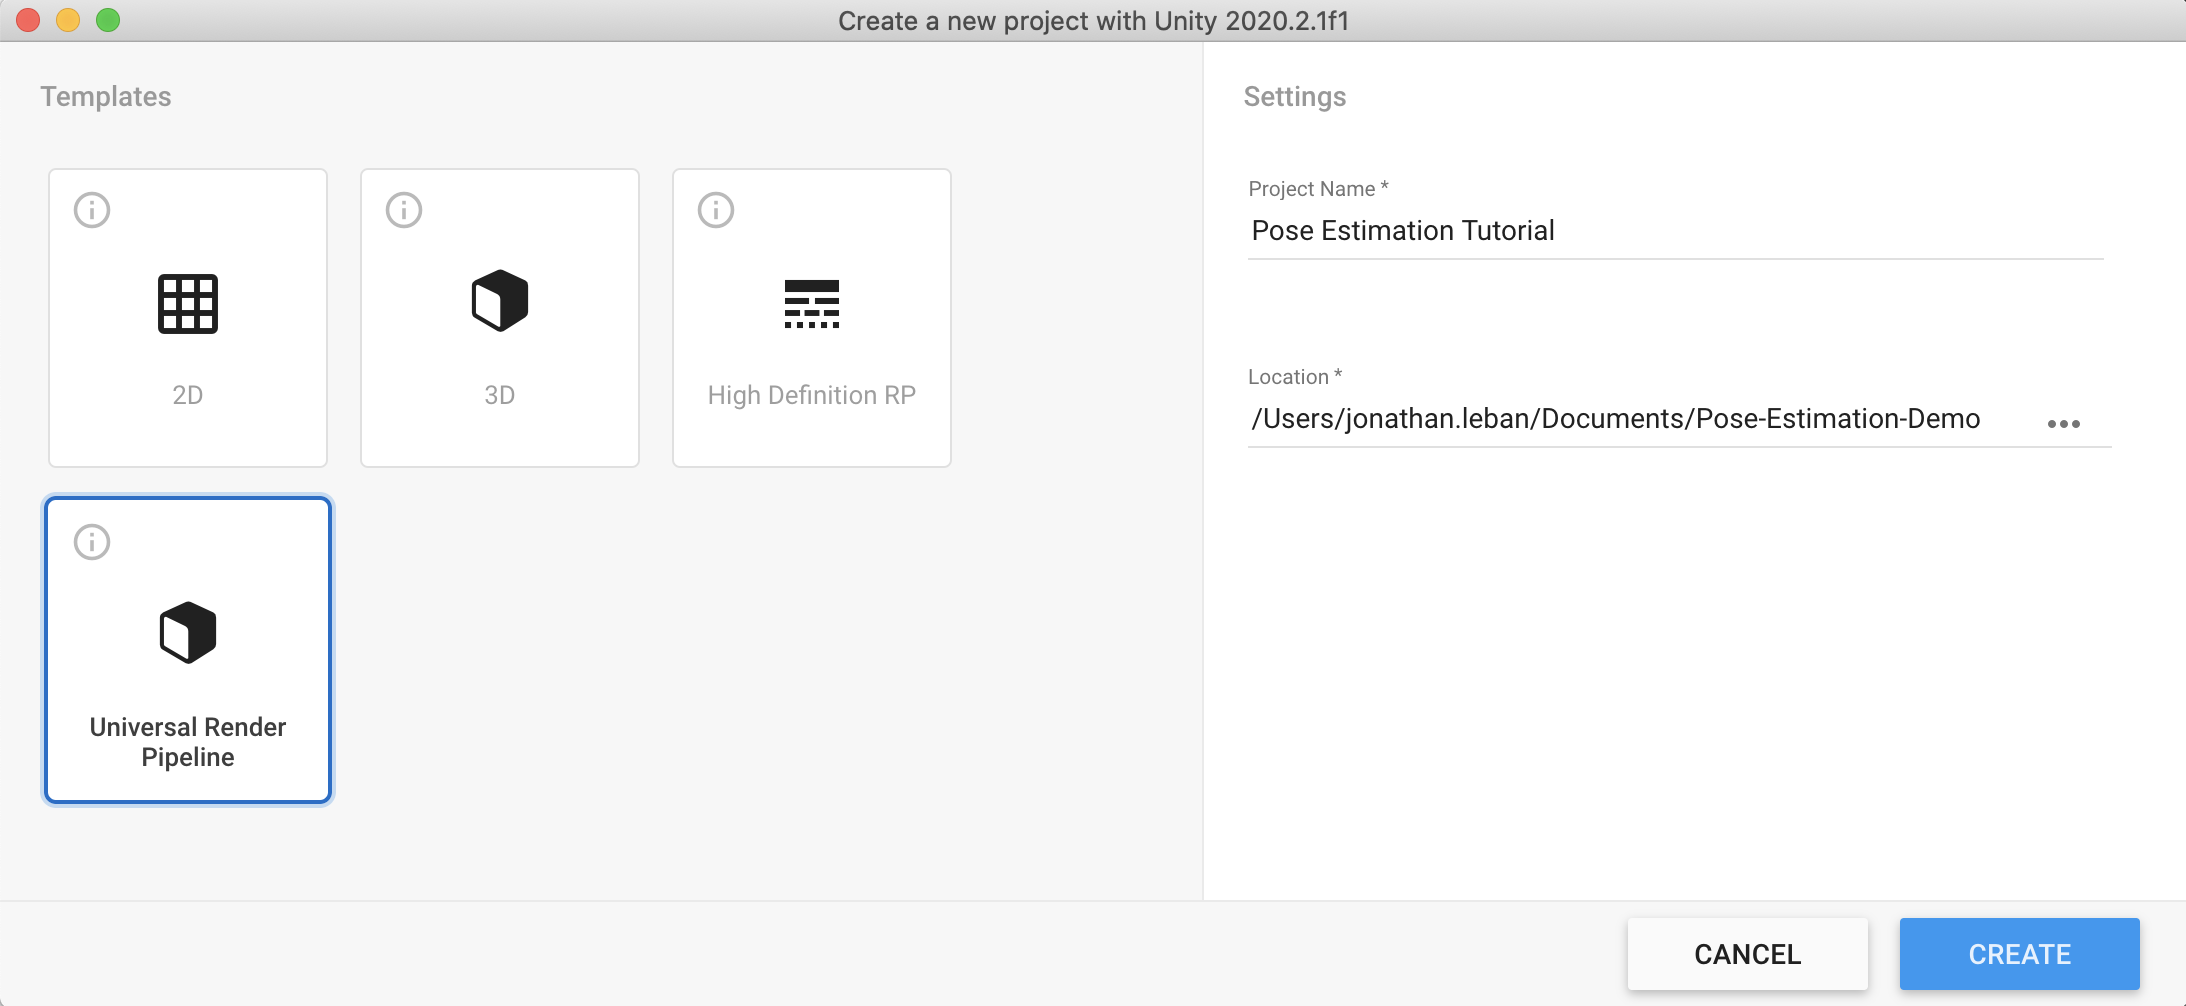 Create a new project with Unity 2020.2.1f1
Templates
2D
3D
High Definition RP
Universal Render
Pipeline
Settings
Project Name *
Pose Estimation Tutorial
Location *
/Users/jonathan.leban/Documents/Pose-Estimation-Demo
CANCEL
CREATE